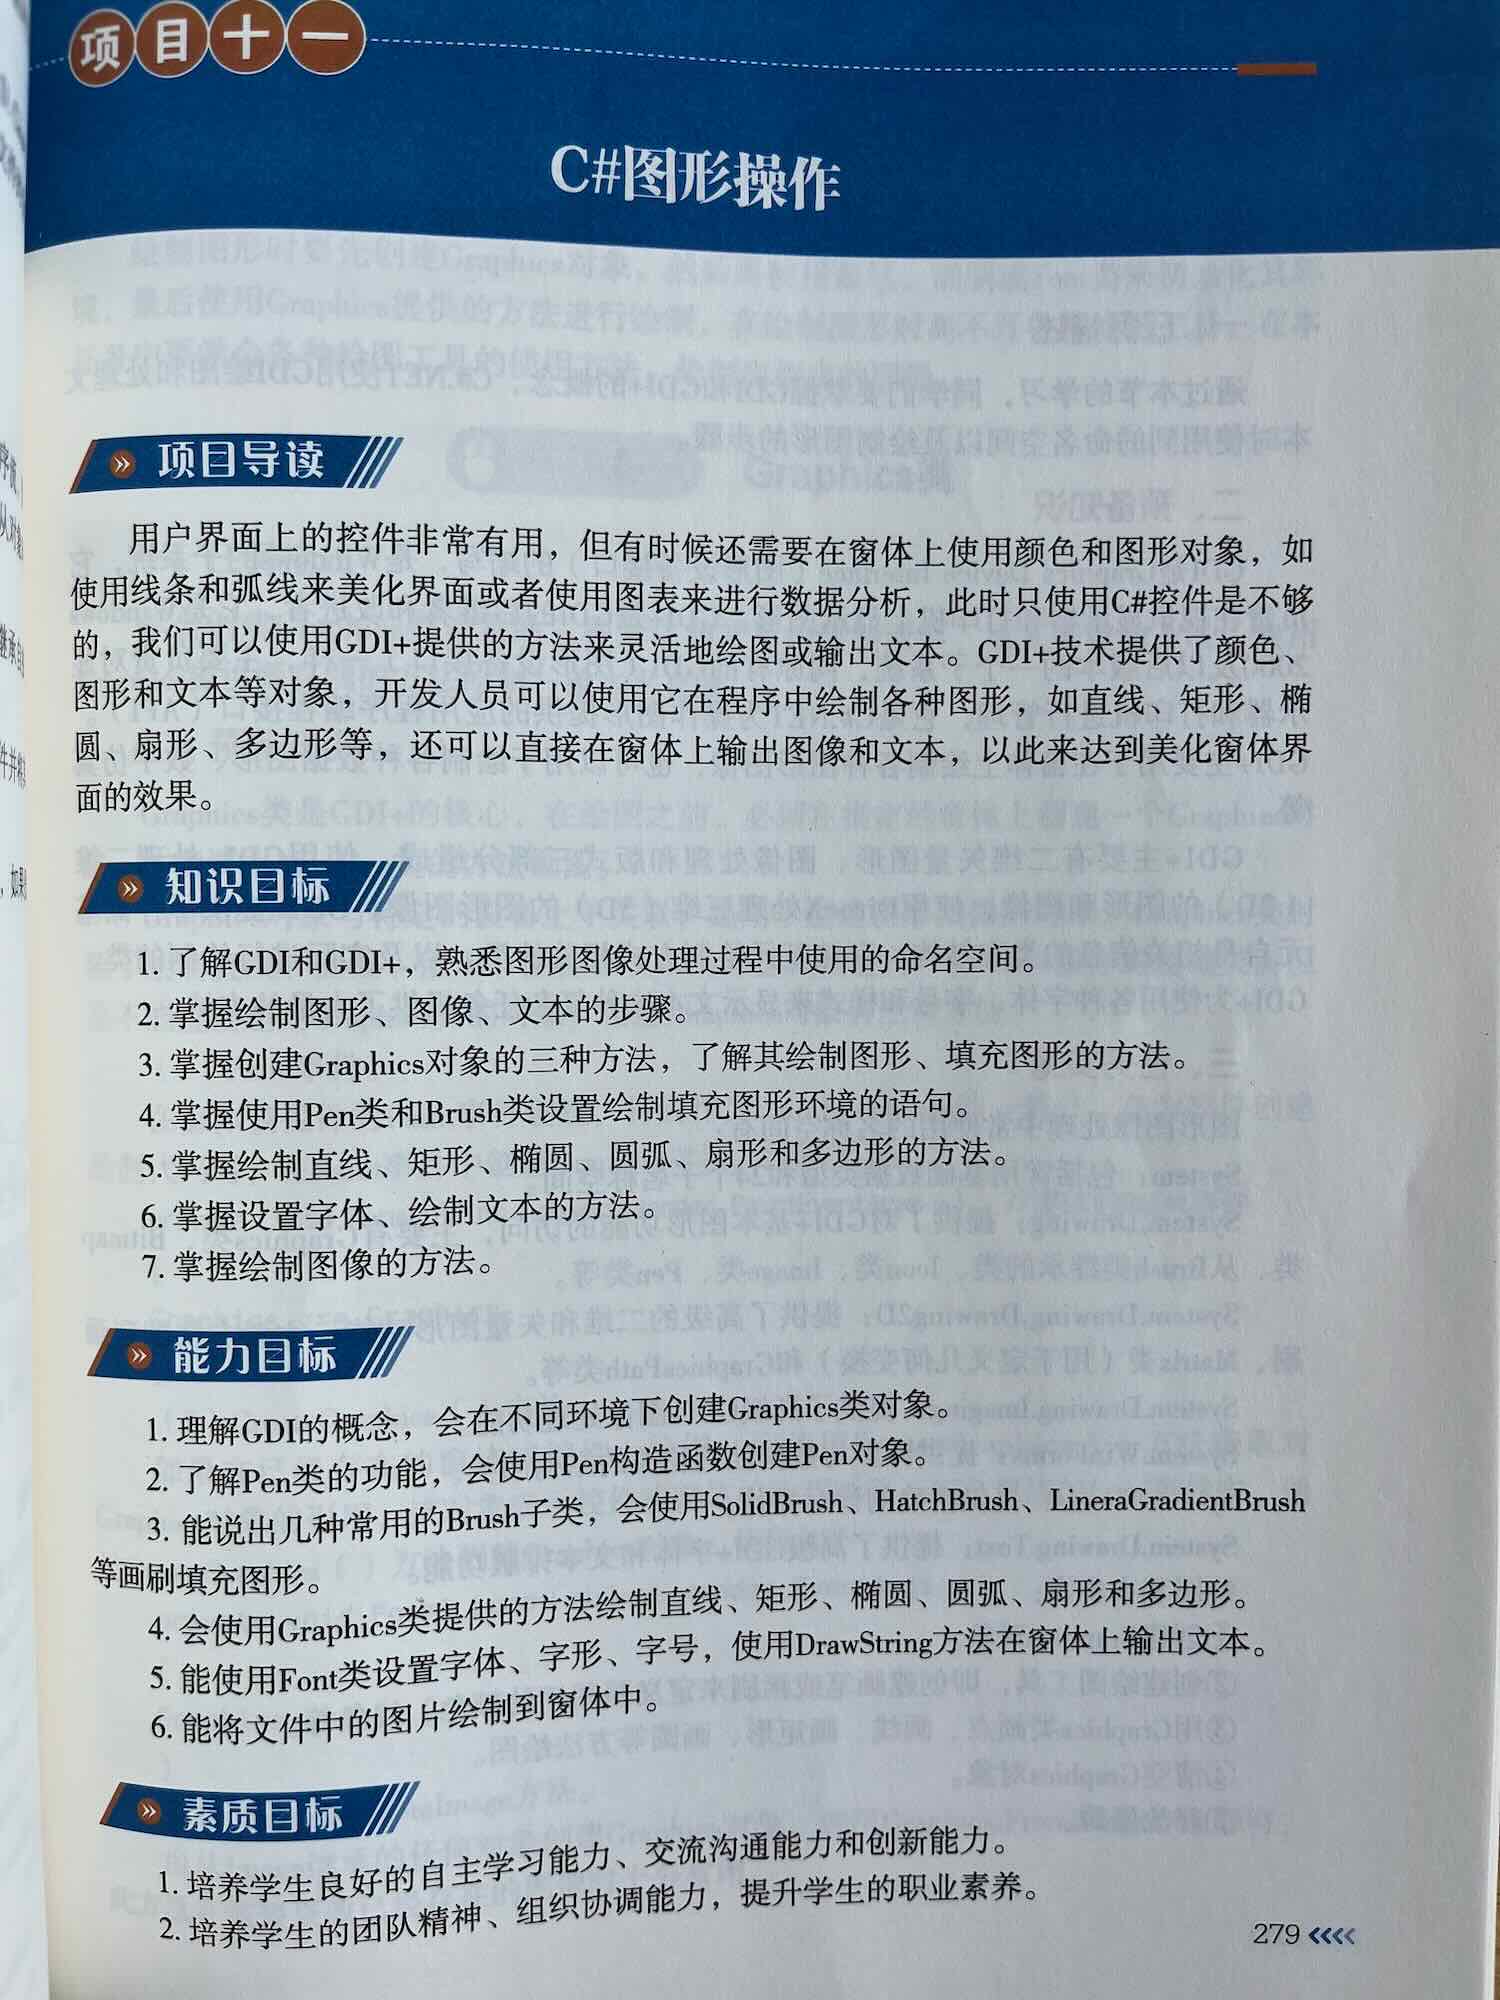 项目十一
C#图形操作
项目导读
用户界面上的控件非常有用，但有时候还需要在窗体上使用颜色和图形对象，如
使用线条和弧线来美化界面或者使用图表来进行数据分析，此时只使用C#控件是不够
的，我们可以使用GDI+提供的方法来灵活地绘图或输出文本。GDI+技术提供了颜色、
图形和文本等对象，开发人员可以使用它在程序中绘制各种图形，如直线、矩形、椭
圆、扇形、多边形等，还可以直接在窗体上输出图像和文本，以此来达到美化窗体界
面的效果。
知识目标
1. 了解GDI和GDI+，熟悉图形图像处理过程中使用的命名空间。
2. 掌握绘制图形、图像、文本的步骤。
3. 掌握创建Graphics对象的三种方法，了解其绘制图形、填充图形的方法。
4. 掌握使用Pen类和Brush类设置绘制填充图形环境的语句。
5. 掌握绘制直线、矩形、椭圆、圆弧、扇形和多边形的方法。
6. 掌握设置字体、绘制文本的方法。
7. 掌握绘制图像的方法。
能力目标
1. 理解GDI的概念，会在不同环境下创建Graphics类对象。
2. 了解Pen类的功能，会使用Pen构造函数创建Pen对象。
3. 能说出几种常用的Brush子类，会使用SolidBrush、HatchBrush、LineraGradientBrush
等画刷填充图形。
4. 会使用Graphics类提供的方法绘制直线、矩形、椭圆、圆弧、扇形和多边形。
5. 能使用Font类设置字体、字形、字号，使用DrawString方法在窗体上输出文本。
6. 能将文件中的图片绘制到窗体中。
素质目标
1. 培养学生良好的自主学习能力、交流沟通能力和创新能力。
2. 培养学生的团队精神、组织协调能力，提升学生的职业素养。
279